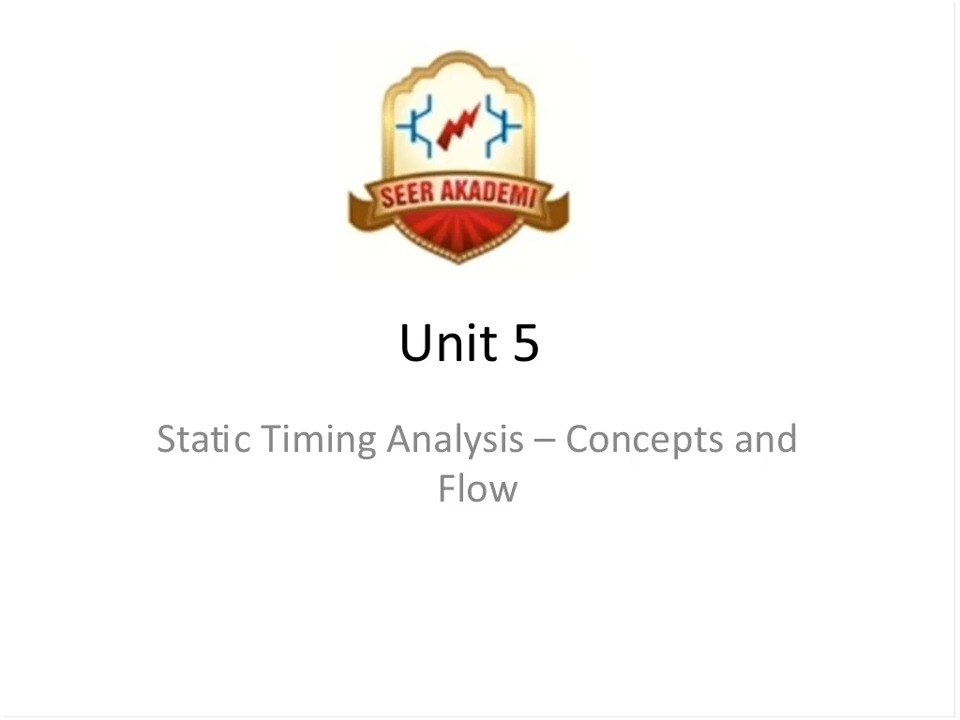 SEER AKADEMI
Unit 5
Static Timing Analysis – Concepts and
Flow